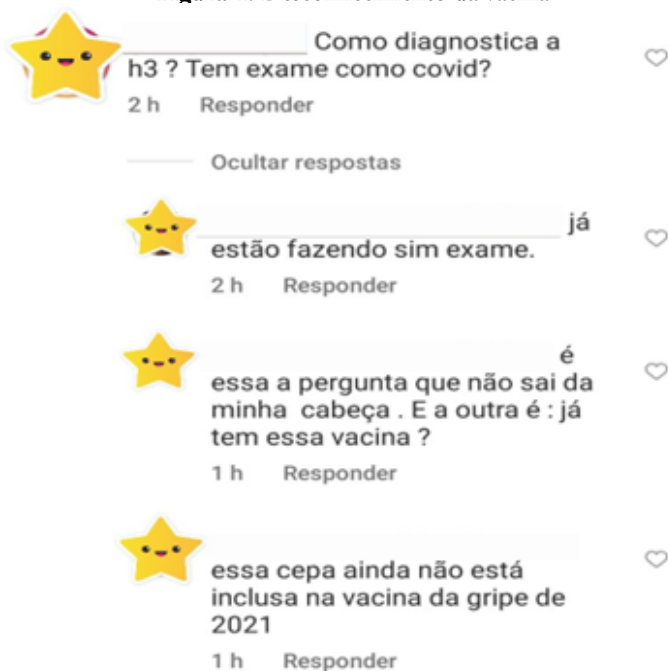 Como diagnostica a
h3 ? Tem exame como covid?
2 h Responder
Ocultar respostas
já
estão fazendo sim exame.
2 h Responder
é
essa a pergunta que não sai da
minha cabeça . E a outra é : já
tem essa vacina ?
1 h Responder
essa cepa ainda não está
inclusa na vacina da gripe de
2021
1 h Responder